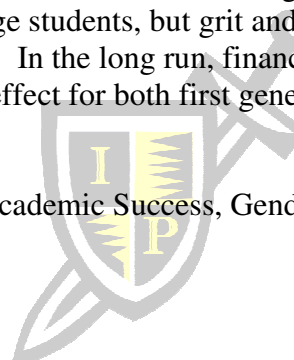 ge students, but grit and
In the long run, financ
effect for both first gene
I
cademic Success, Gend
P